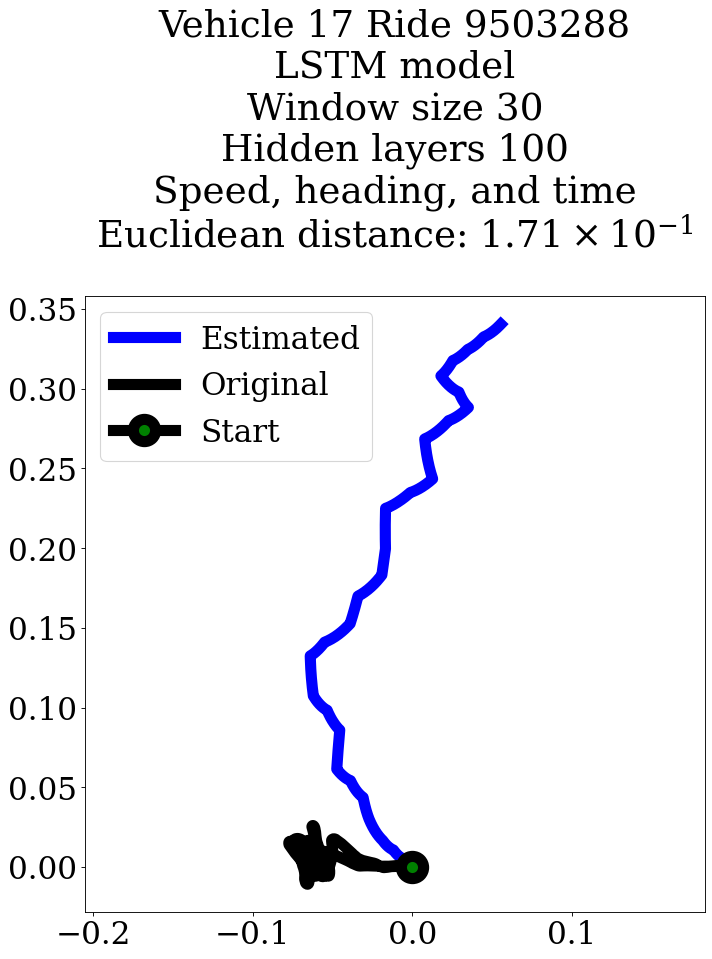 Vehicle 17 Ride 9503288
LSTM model
Window size 30
Hidden layers 100
Speed, heading, and time
Euclidean distance: 1.71 × 10⁻¹
0.35
0.30
0.25
0.20
0.15
0.10
0.05
0.00
Estimated
Original
Start
−0.2
−0.1
0.0
0.1